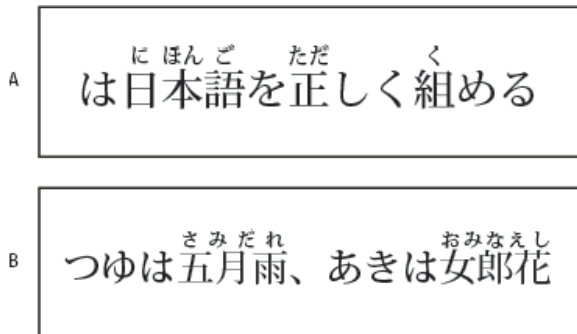 A
に ほん ご ただ く
は日本語を正しく組める
B
さみだれ おみなえし
つゆは五月雨、あきは女郎花